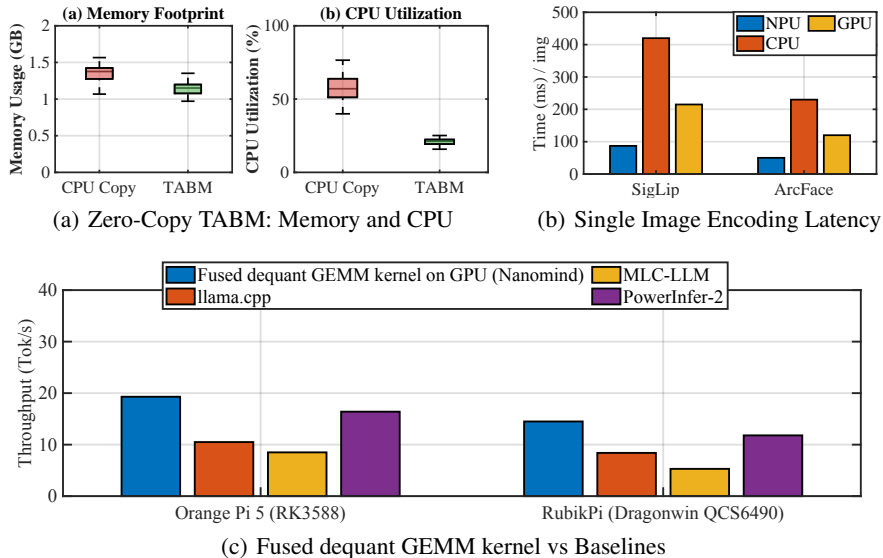 (a) Memory Footprint
Memory Usage (GB)
2
1.5
1
0.5
0
CPU Copy TABM
(b) CPU Utilization
CPU Utilization (%)
100
50
0
CPU Copy TABM
(a) Zero-Copy TABM: Memory and CPU
NPU GPU
CPU
Time (ms) / img
500
400
300
200
100
0
SigLip ArcFace
(b) Single Image Encoding Latency
Fused dequant GEMM kernel on GPU (Nanomind) MLC-LLM
llama.cpp PowerInfer-2
Throughput (Tok/s)
40
30
20
10
0
Orange Pi 5 (RK3588) RubikPi (Dragonwin QCS6490)
(c) Fused dequant GEMM kernel vs Baselines